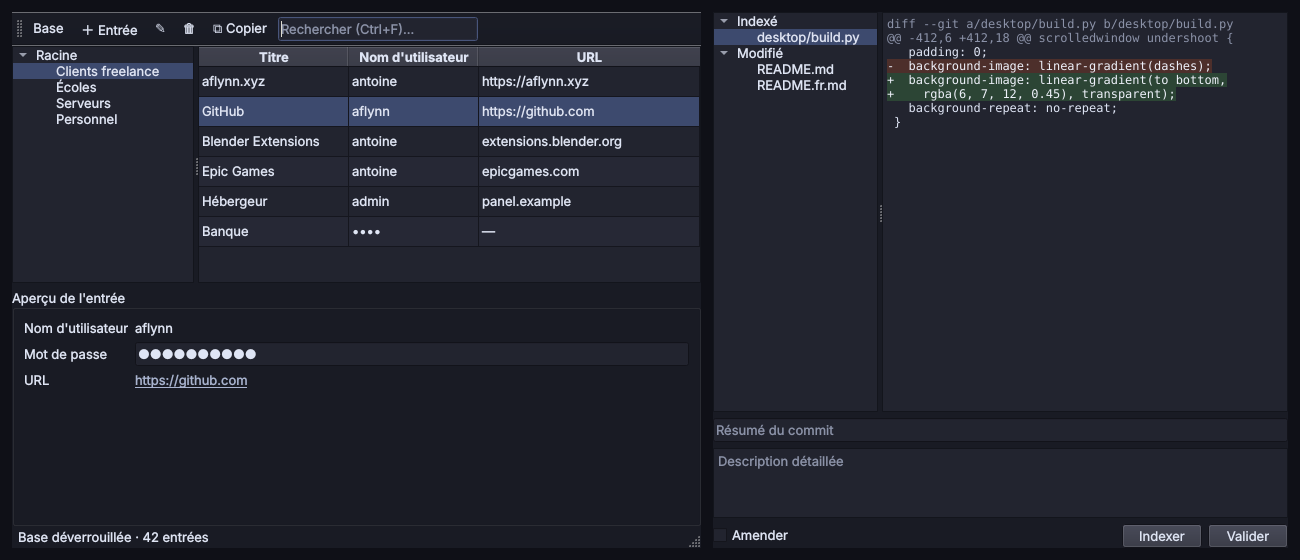 Base + Entrée ✎ 🗑 ⧉ Copier Rechercher (Ctrl+F)...
Racine
Clients freelance
Écoles
Serveurs
Personnel
Titre Nom d'utilisateur URL
aflynn.xyz antoine https://aflynn.xyz
GitHub aflynn https://github.com
Blender Extensions antoine extensions.blender.org
Epic Games antoine epicgames.com
Hébergeur admin panel.example
Banque •••• —
Aperçu de l'entrée
Nom d'utilisateur aflynn
Mot de passe ●●●●●●●●●●
URL https://github.com
Base déverrouillée · 42 entrées
Indexé
desktop/build.py
Modifié
README.md
README.fr.md
diff --git a/desktop/build.py b/desktop/build.py
@@ -412,6 +412,18 @@ scrolledwindow undershoot {
padding: 0;
- background-image: linear-gradient(dashes);
+ background-image: linear-gradient(to bottom,
+ rgba(6, 7, 12, 0.45), transparent);
background-repeat: no-repeat;
}
Résumé du commit
Description détaillée
Amender Indexer Valider